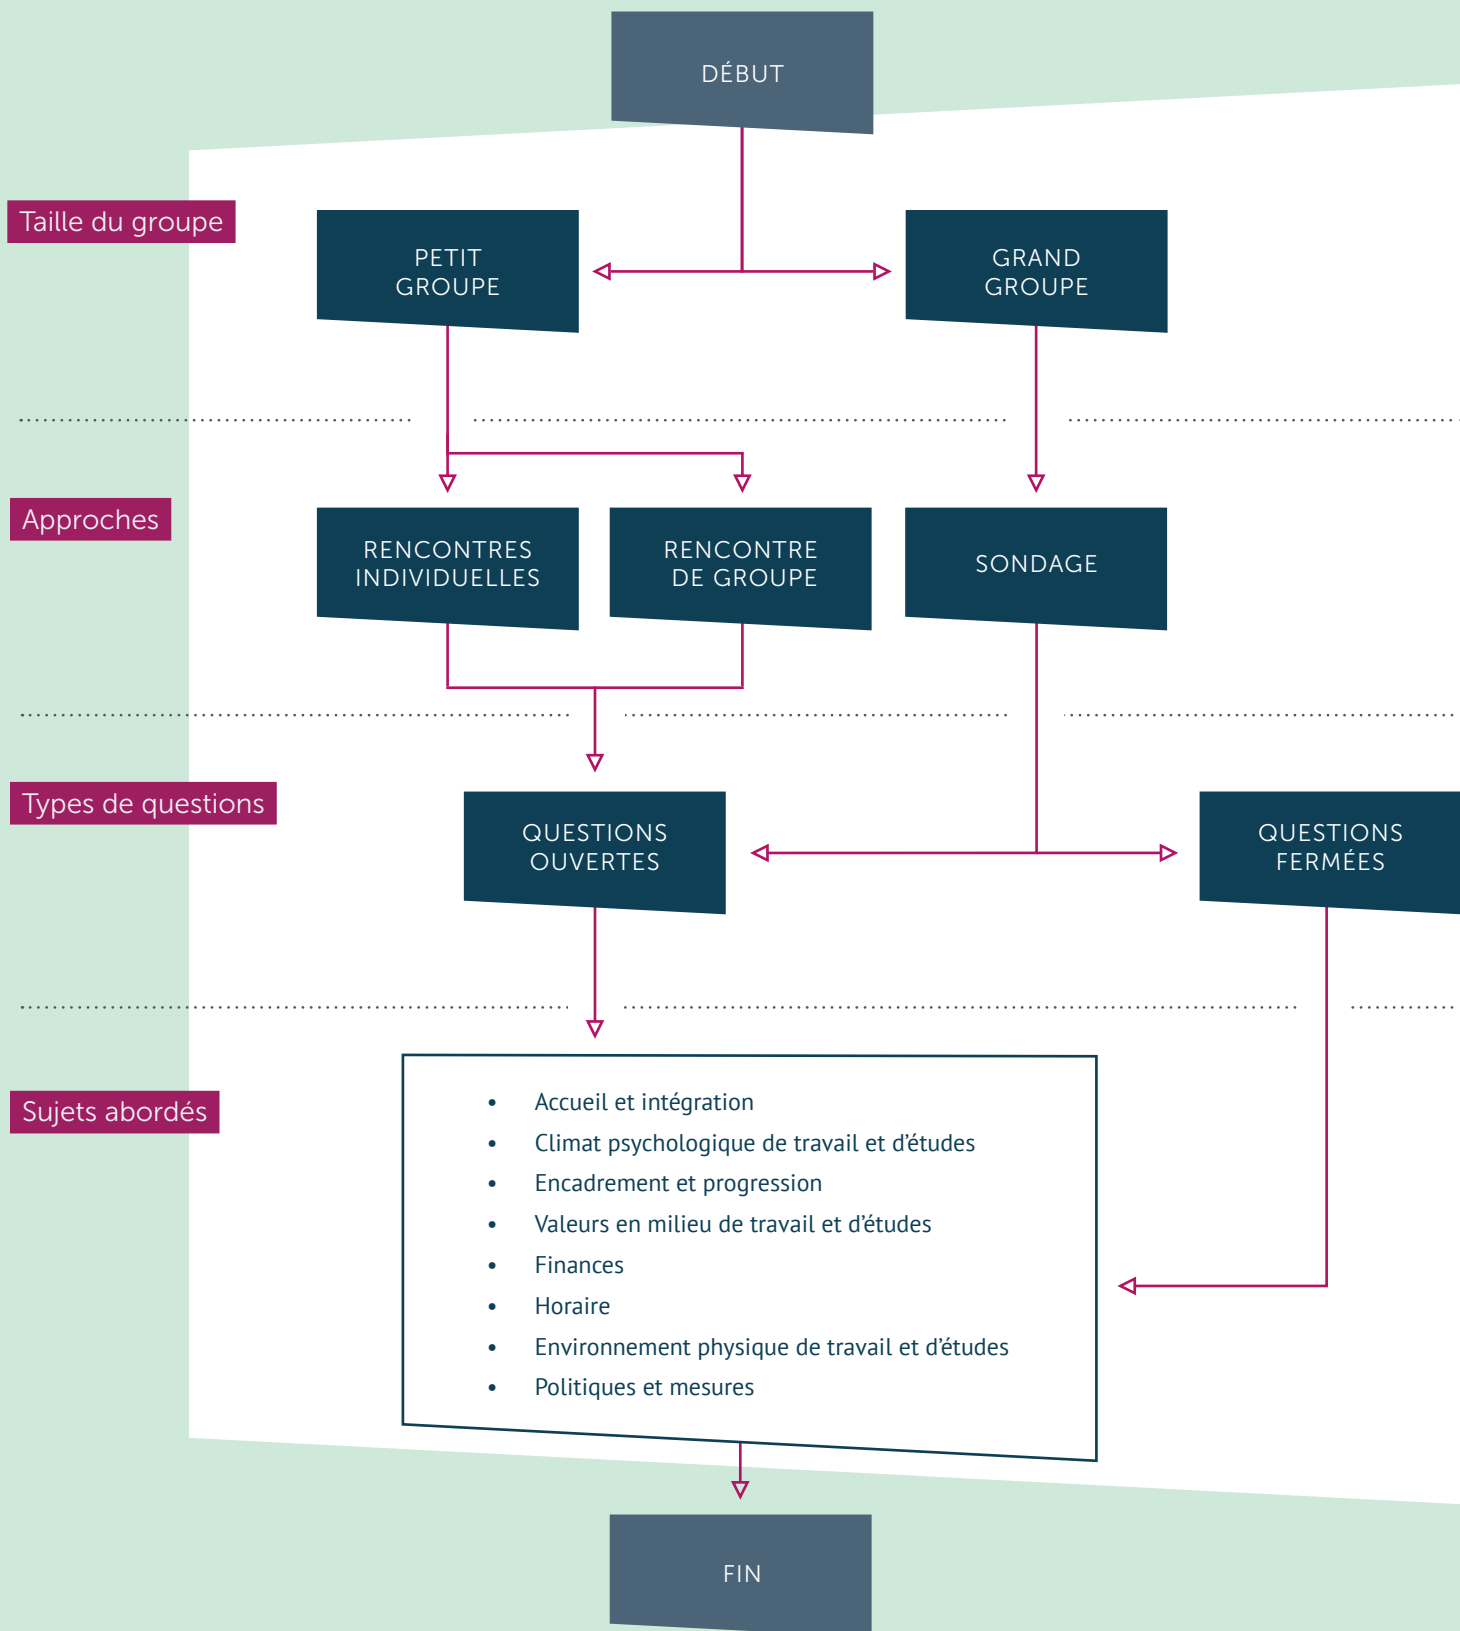 DÉBUT
Taille du groupe
PETIT
GROUPE
GRAND
GROUPE
Approches
RENCONTRES
INDIVIDUELLES
RENCONTRE
DE GROUPE
SONDAGE
Types de questions
QUESTIONS
OUVERTES
QUESTIONS
FERMÉES
Sujets abordés
• Accueil et intégration
• Climat psychologique de travail et d’études
• Encadrement et progression
• Valeurs en milieu de travail et d’études
• Finances
• Horaire
• Environnement physique de travail et d’études
• Politiques et mesures
FIN